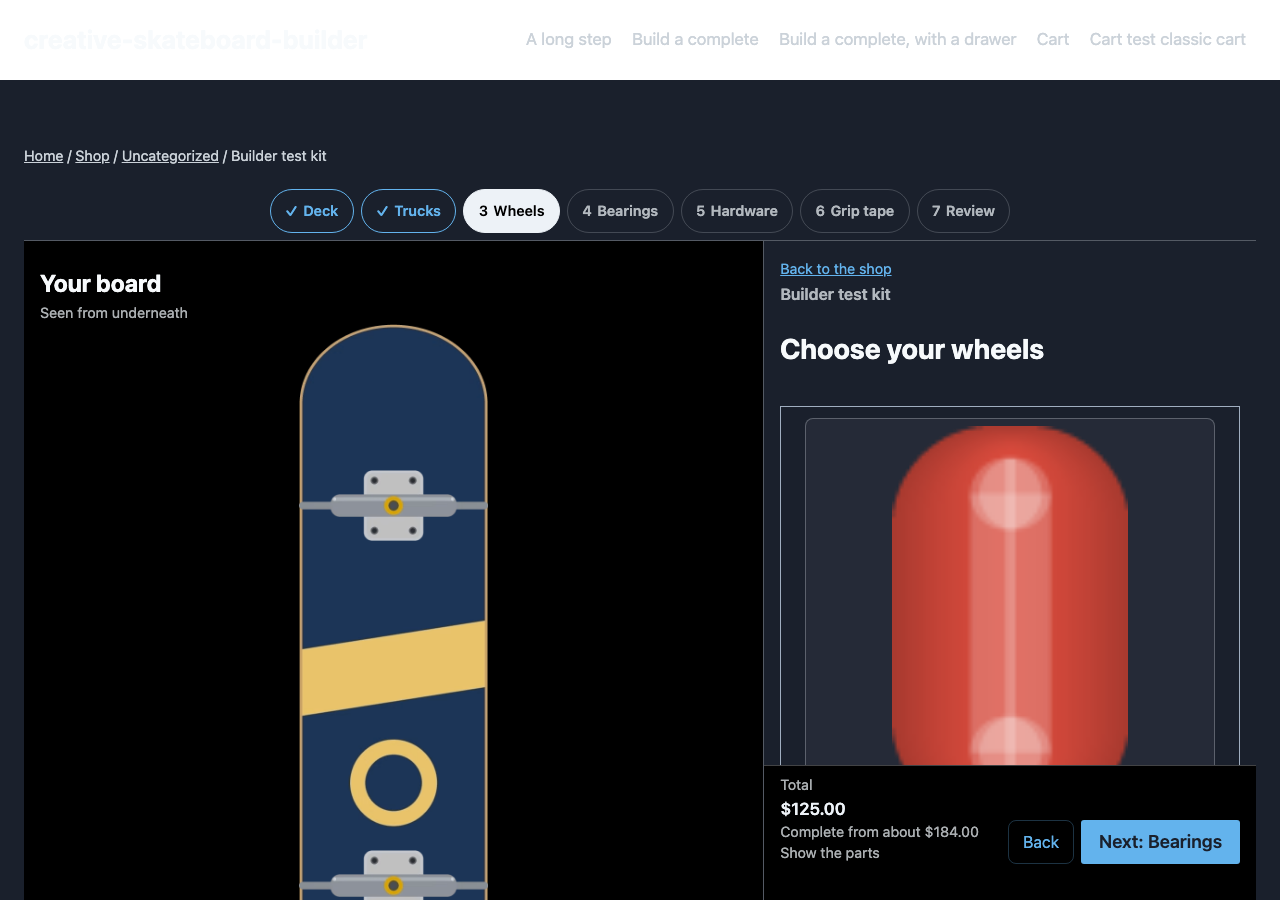 creative-skateboard-builder
A long step Build a complete Build a complete, with a drawer Cart Cart test classic cart
Home / Shop / Uncategorized / Builder test kit
✓ Deck ✓ Trucks 3 Wheels 4 Bearings 5 Hardware 6 Grip tape 7 Review
Your board
Seen from underneath
Back to the shop
Builder test kit
Choose your wheels
Total
$125.00
Complete from about $184.00
Show the parts
Back
Next: Bearings